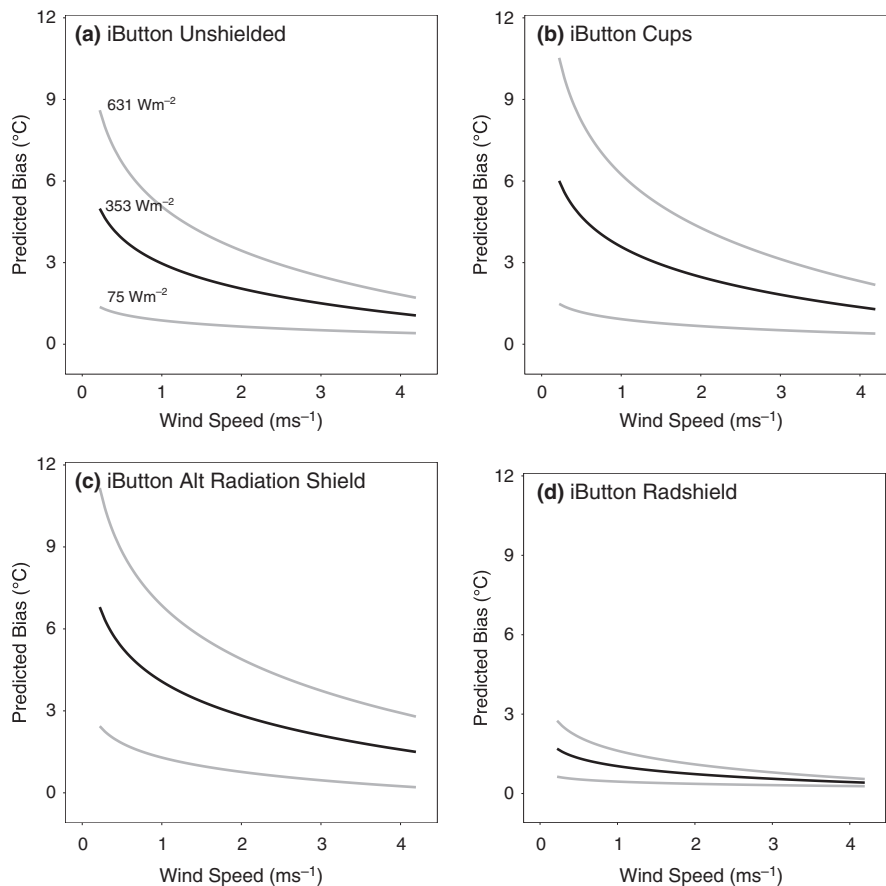 (a) iButton Unshielded
12
9
6
3
0
Predicted Bias (°C)
631 Wm⁻²
353 Wm⁻²
75 Wm⁻²
0 1 2 3 4
Wind Speed (ms⁻¹)
(b) iButton Cups
12
9
6
3
0
Predicted Bias (°C)
0 1 2 3 4
Wind Speed (ms⁻¹)
(c) iButton Alt Radiation Shield
12
9
6
3
0
Predicted Bias (°C)
0 1 2 3 4
Wind Speed (ms⁻¹)
(d) iButton Radshield
12
9
6
3
0
Predicted Bias (°C)
0 1 2 3 4
Wind Speed (ms⁻¹)